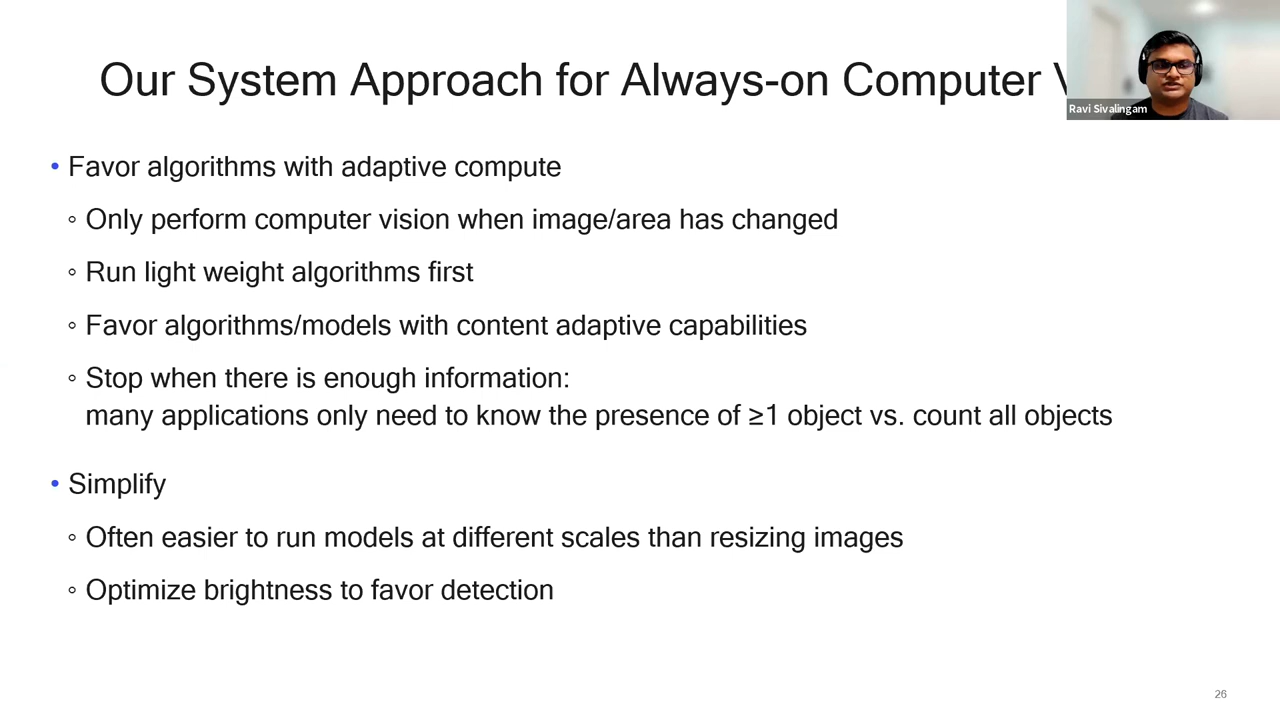 Our System Approach for Always-on Computer
Ravi Sivalingam
• Favor algorithms with adaptive compute
◦ Only perform computer vision when image/area has changed
◦ Run light weight algorithms first
◦ Favor algorithms/models with content adaptive capabilities
◦ Stop when there is enough information:
many applications only need to know the presence of ≥1 object vs. count all objects
• Simplify
◦ Often easier to run models at different scales than resizing images
◦ Optimize brightness to favor detection
26